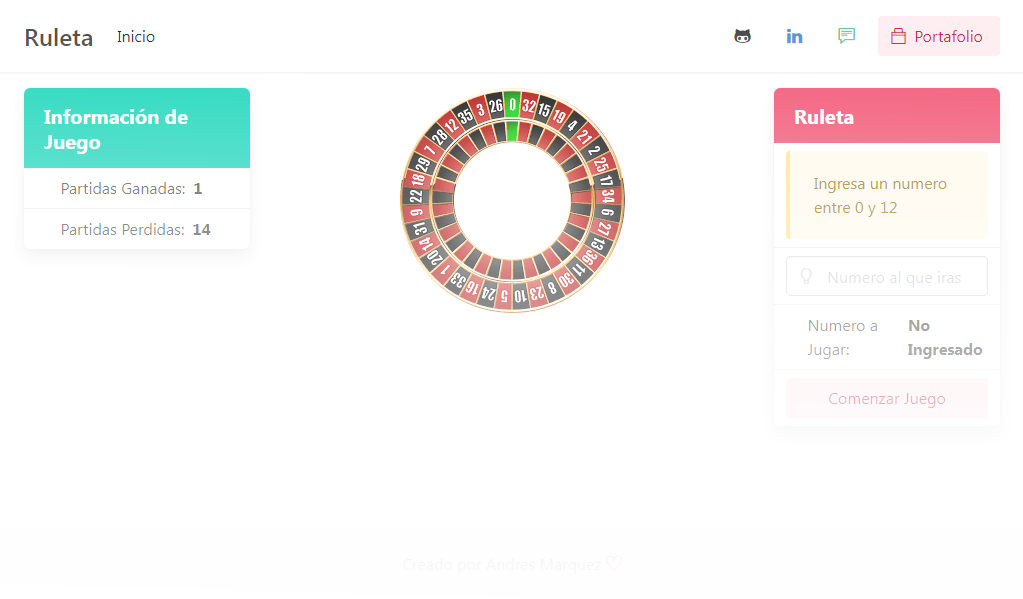 Ruleta
Inicio
Portafolio
Información de
Juego
Partidas Ganadas: 1
Partidas Perdidas: 14
0 32 15 19 4 21 2 25 17 34 6 27 13 36 11 30 8 23 10 5 24 16 33 1 20 14 31 9 22 18 29 7 28 12 35 3 26
Ruleta
Ingresa un numero
entre 0 y 12
Numero al que iras
Numero a
Jugar:
No
Ingresado
Comenzar Juego
Creado por Andres Marquez